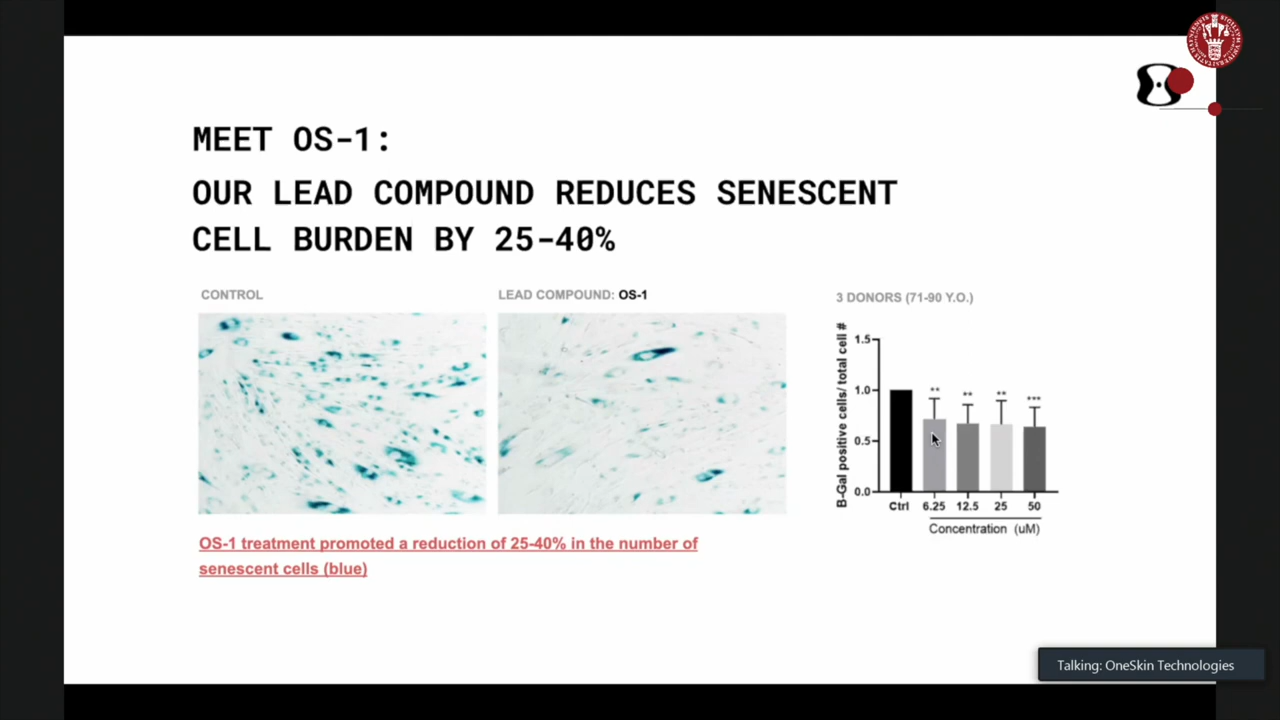 MEET OS-1:
OUR LEAD COMPOUND REDUCES SENESCENT
CELL BURDEN BY 25-40%
CONTROL
LEAD COMPOUND: OS-1
3 DONORS (71-90 Y.O.)
B-Gal positive cells/ total cell #
1.5
1.0
0.5
0.0
**
**
**
***
Ctrl 6.25 12.5 25 50
Concentration (uM)
OS-1 treatment promoted a reduction of 25-40% in the number of
senescent cells (blue)
Talking: OneSkin Technologies